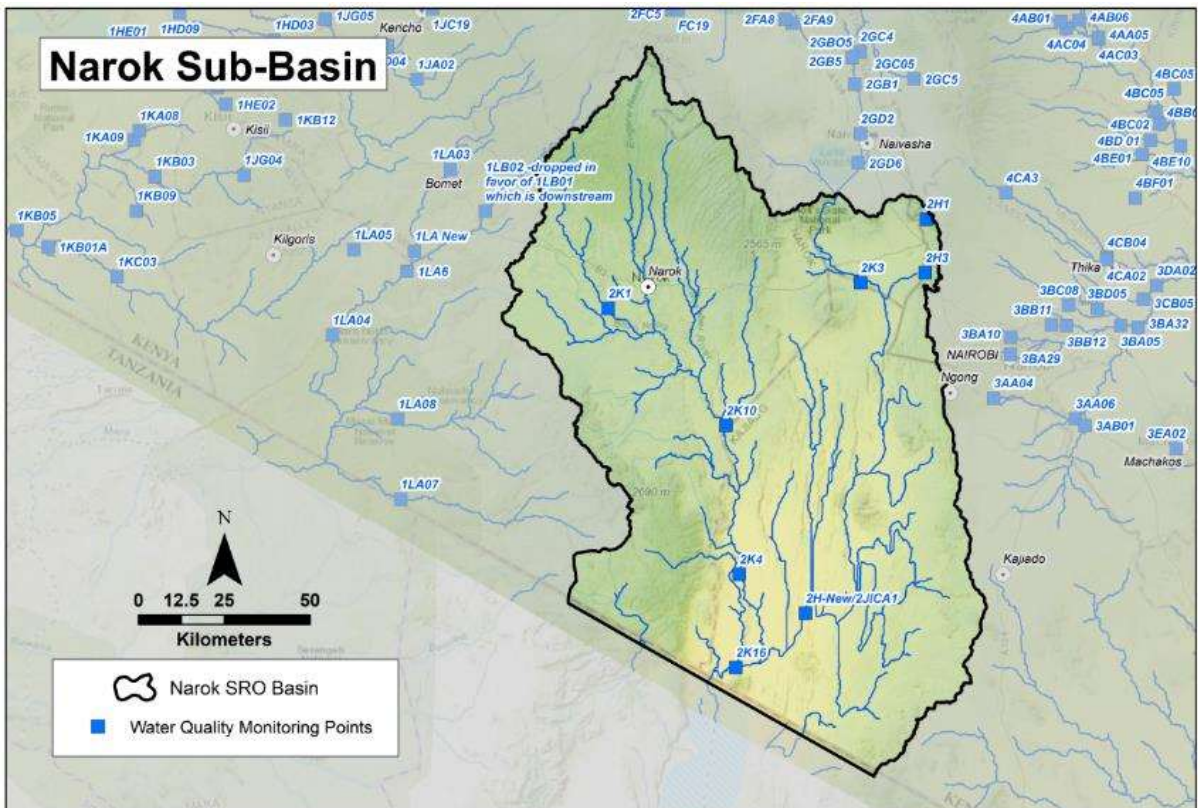 Narok Sub-Basin
1HE01
1HD09
1HD03
1JG05
1JC19
Kericho
1JA02
2FC5
FC19
2FA8
2FA9
2GBO5
2GC4
2GB5
2GC05
2GC5
2GB1
4AB01
4AB06
4AC04
4AA05
4AC03
4BC05
4BC05
4BC02
4BD 01
4BE01
4BE10
4BF01
1HE02
Kisii
1KB12
1KA08
1KA09
1KB03
1JG04
1KB09
1LA03
Bomet
1LB02 -dropped in
favor of 1LB01
which is downstream
2GD2
Naivasha
2GD6
4CA3
1KB05
1KB01A
1KC03
Kilgoris
1LA05
1LA New
1LA6
2H1
2565 m
2H3
2K3
Narok
2K1
4CB04
Thika
4CA02
3DA02
3CB05
3BC08
3BD05
3BB11
3BA32
3BA10
3BB12
3BA05
NAIROBI
3BA29
Ngong
3AA04
3AA06
3AB01
3EA02
Machakos
1LA04
KENYA
TANZANIA
1LA08
2K10
1LA07
2690 m
2K4
Kajiado
2H-New/2JICA1
2K16
N
0 12.5 25 50
Kilometers
Narok SRO Basin
Water Quality Monitoring Points